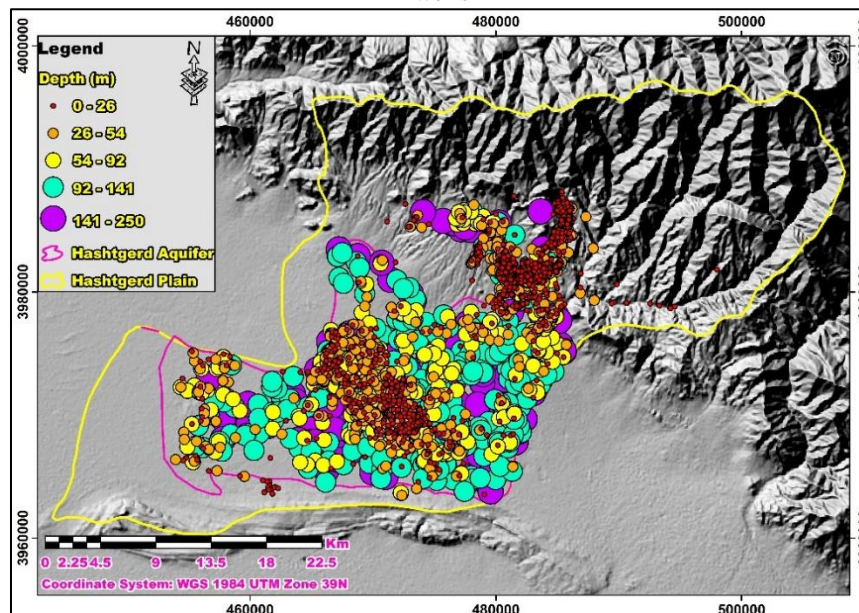 460000 480000 500000
4000000
3980000
3960000
Legend
N
Depth (m)
0 - 26
26 - 54
54 - 92
92 - 141
141 - 250
Hashtgerd Aquifer
Hashtgerd Plain
Km
0 2.25 4.5 9 13.5 18 22.5
Coordinate System: WGS 1984 UTM Zone 39N
460000 480000 500000